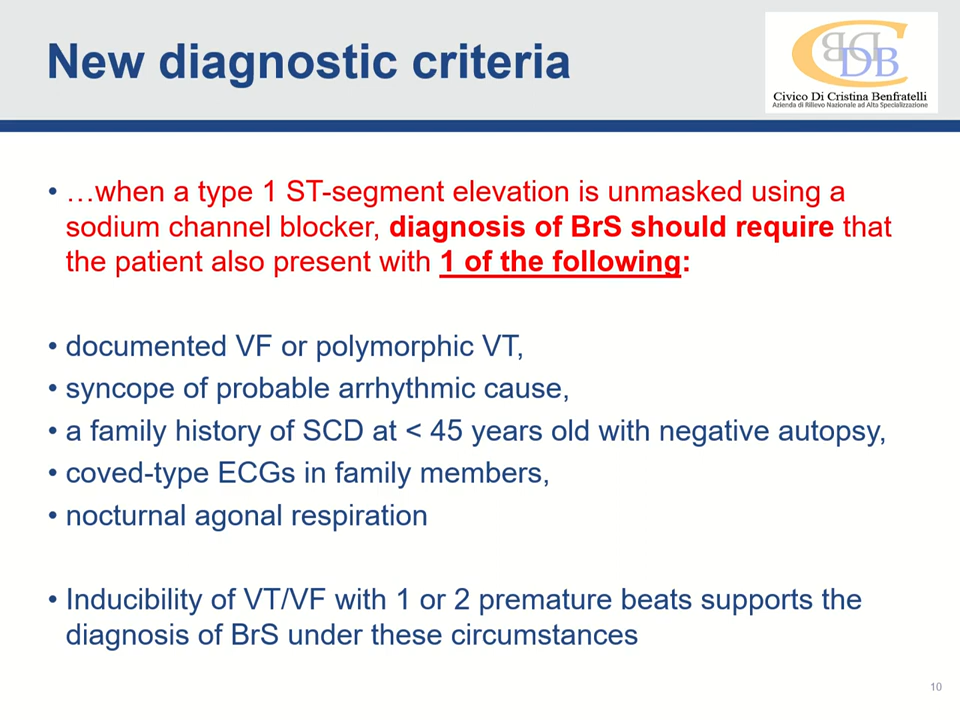 New diagnostic criteria
CDBB
Civico Di Cristina Benfratelli
Azienda di Rilievo Nazionale ad Alta Specializzazione
• …when a type 1 ST-segment elevation is unmasked using a
sodium channel blocker, diagnosis of BrS should require that
the patient also present with 1 of the following:
• documented VF or polymorphic VT,
• syncope of probable arrhythmic cause,
• a family history of SCD at < 45 years old with negative autopsy,
• coved-type ECGs in family members,
• nocturnal agonal respiration
• Inducibility of VT/VF with 1 or 2 premature beats supports the
diagnosis of BrS under these circumstances
10